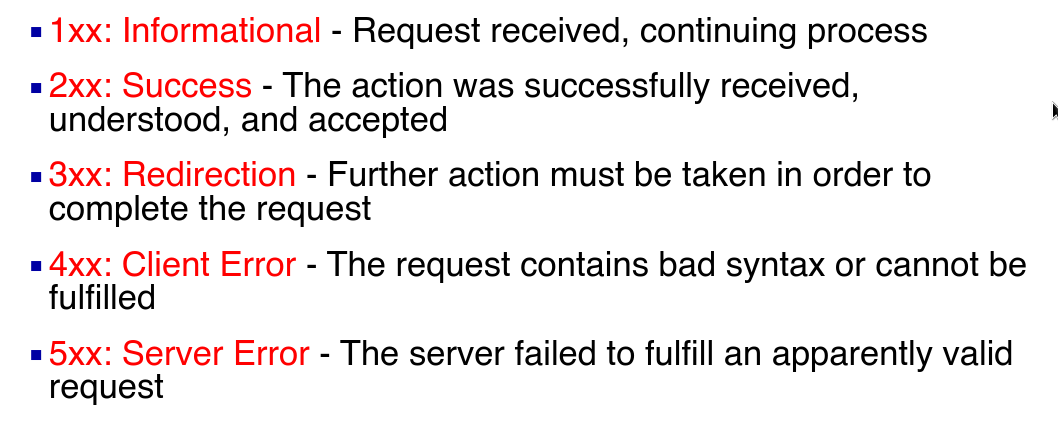 1xx: Informational - Request received, continuing process
2xx: Success - The action was successfully received,
understood, and accepted
3xx: Redirection - Further action must be taken in order to
complete the request
4xx: Client Error - The request contains bad syntax or cannot be
fulfilled
5xx: Server Error - The server failed to fulfill an apparently valid
request